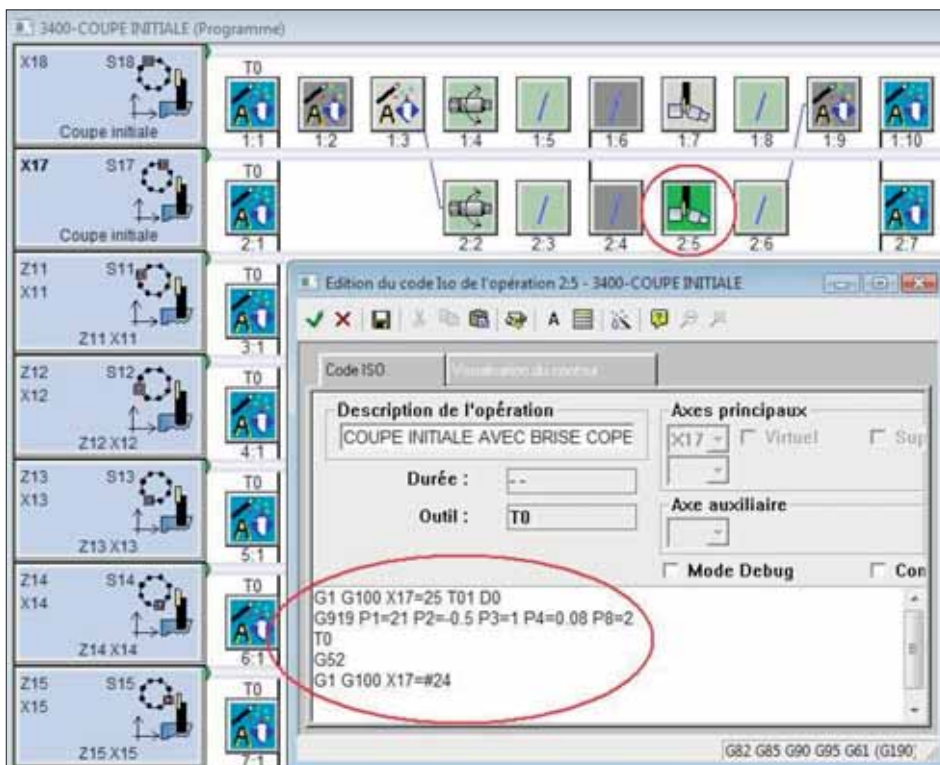 3400-COUPE INITIALE (Programme)
X18 S18
Coupe initiale
T0
1:1 1:2 1:3 1:4 1:5 1:6 1:7 1:8 1:9 1:10
X17 S17
Coupe initiale
T0
2:1 2:2 2:3 2:4 2:5 2:6 2:7
Z11 S11
X11
Z11 X11
T0
3:1
Z12 S12
X12
Z12 X12
T0
4:1
Z13 S13
X13
Z13 X13
T0
5:1
Z14 S14
X14
Z14 X14
T0
6:1
Z15 S15
X15
Z15 X15
T0
7:1
Edition du code Iso de l'opération 2:5 - 3400-COUPE INITIALE
Code ISO
Visualisation du contour
Description de l'opération
COUPE INITIALE AVEC BRISE COPE
Durée : --
Outil : T0
Axes principaux
X17 Virtuel Sup
Axe auxiliaire
Mode Debug Con
G1 G100 X17=25 T01 D0
G919 P1=21 P2=-0.5 P3=1 P4=0.08 P8=2
T0
G52
G1 G100 X17=#24
G82 G85 G90 G95 G61 (G190)